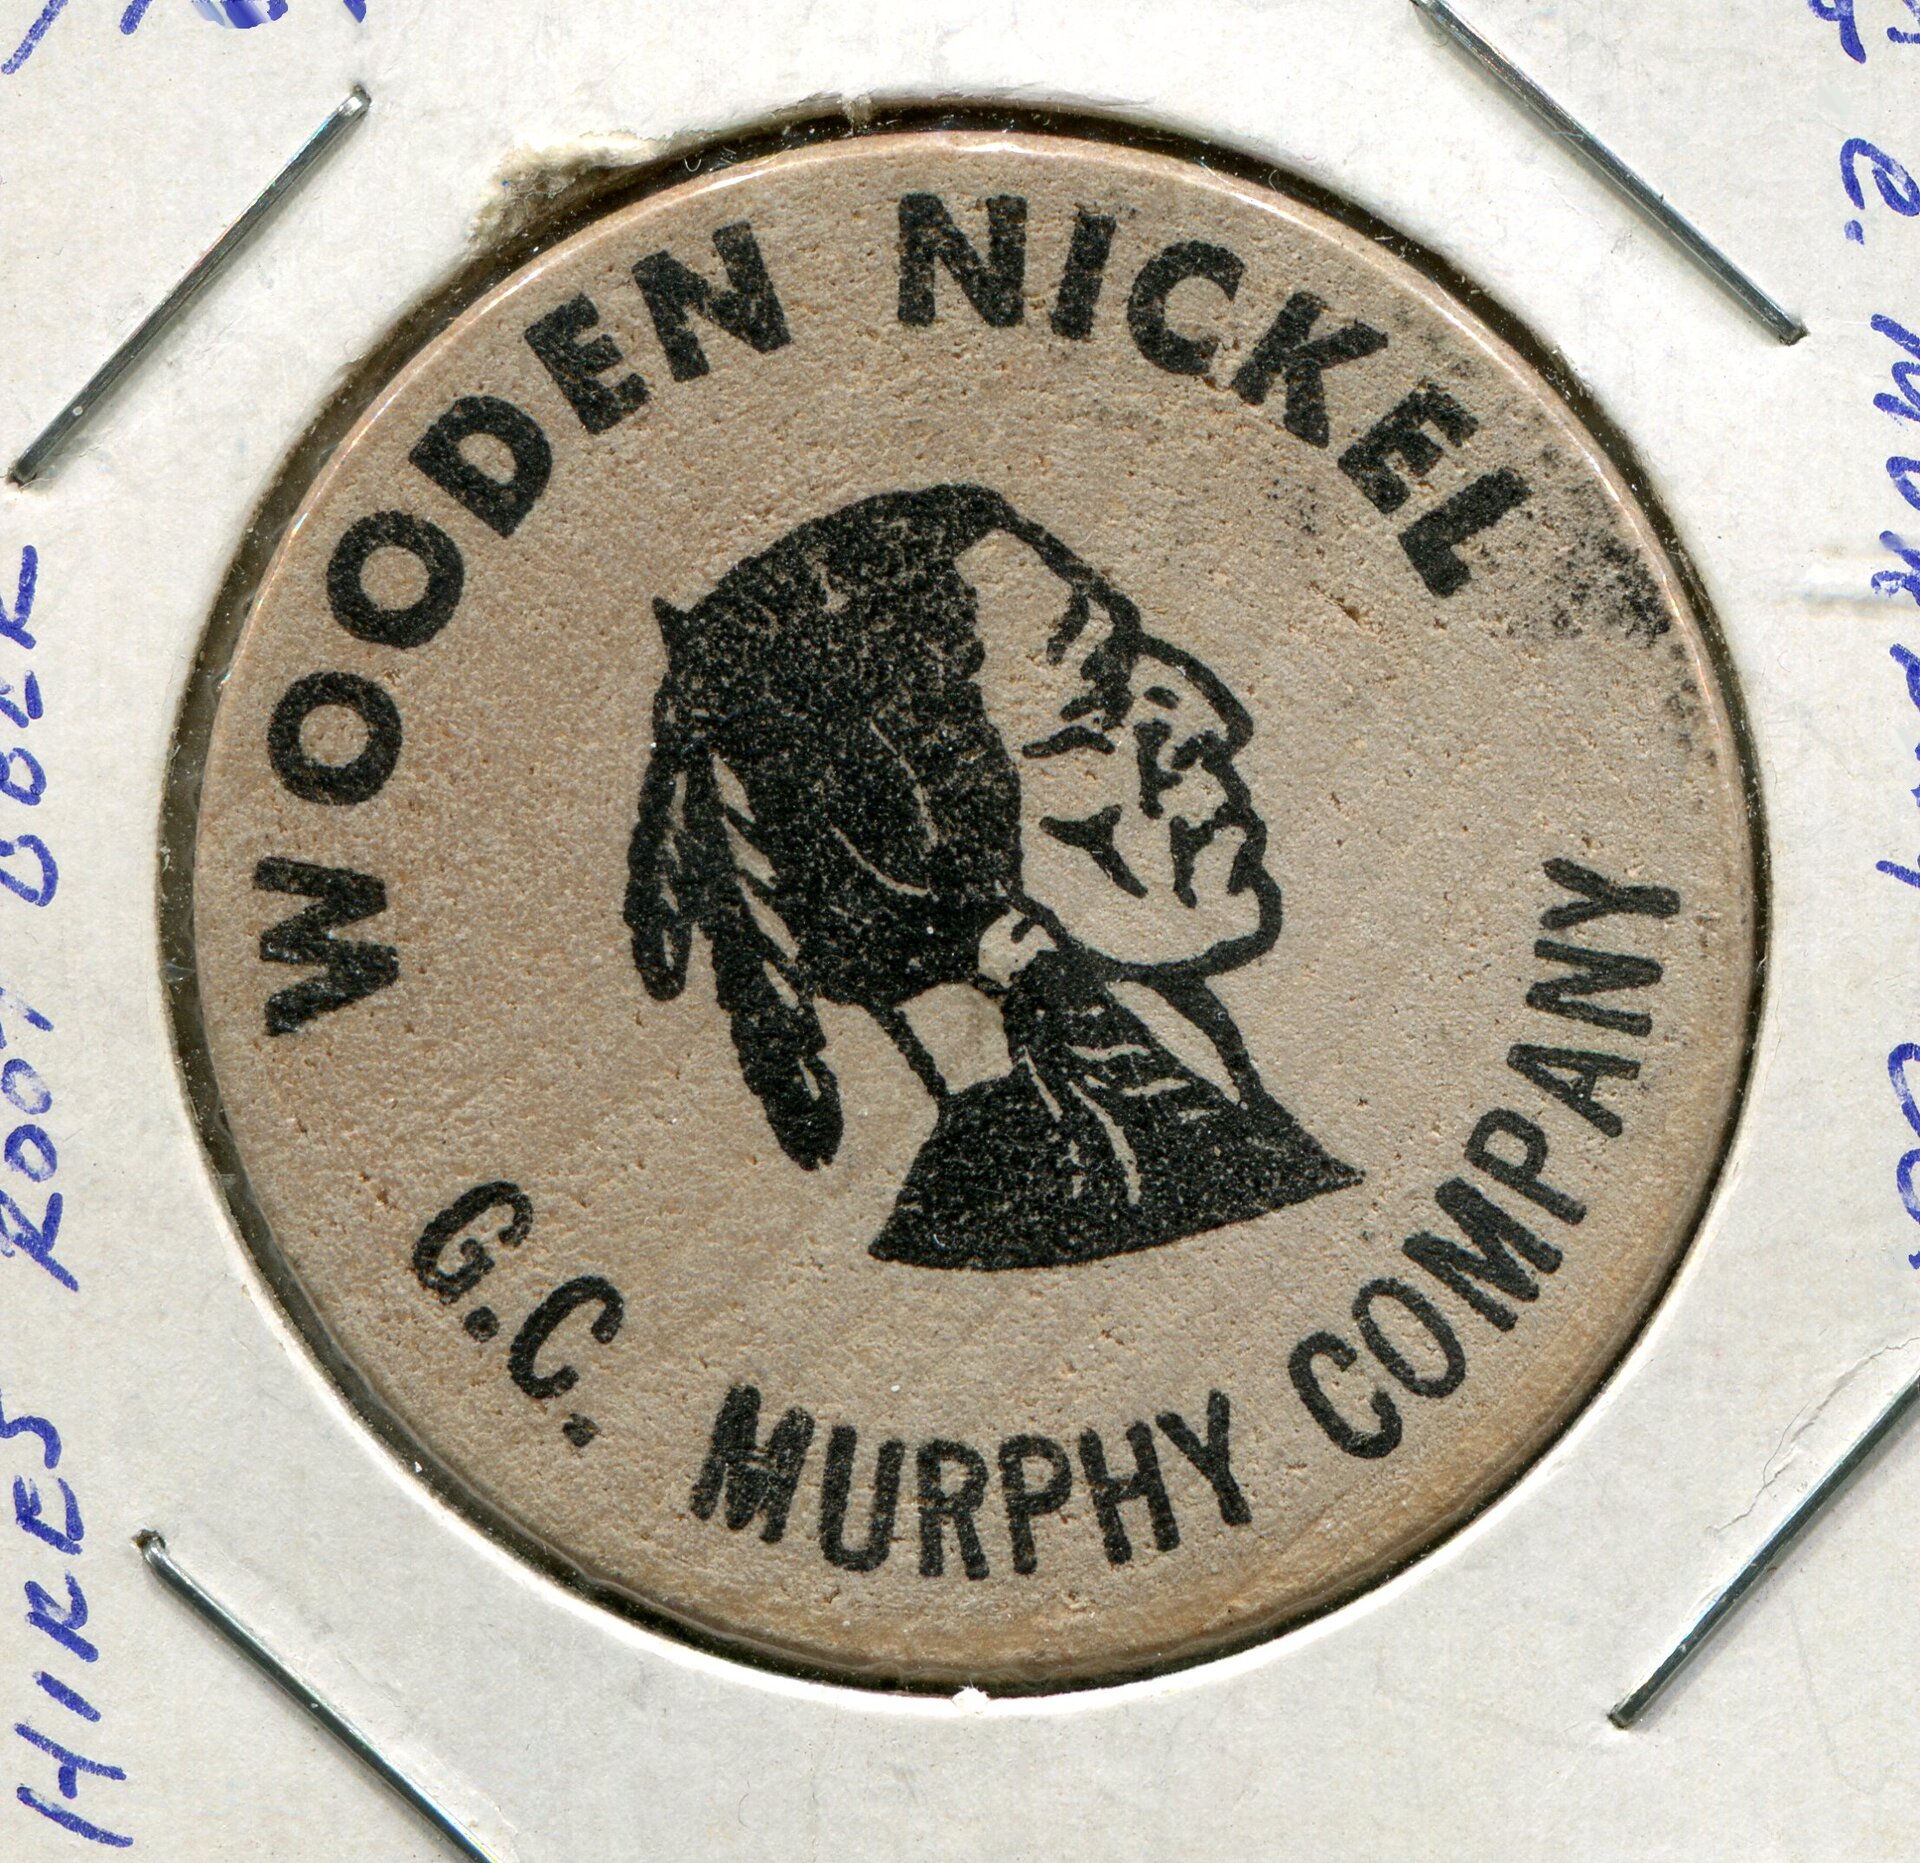 WOODEN NICKEL
G.C. MURPHY COMPANY
HIRES ROOT BEER